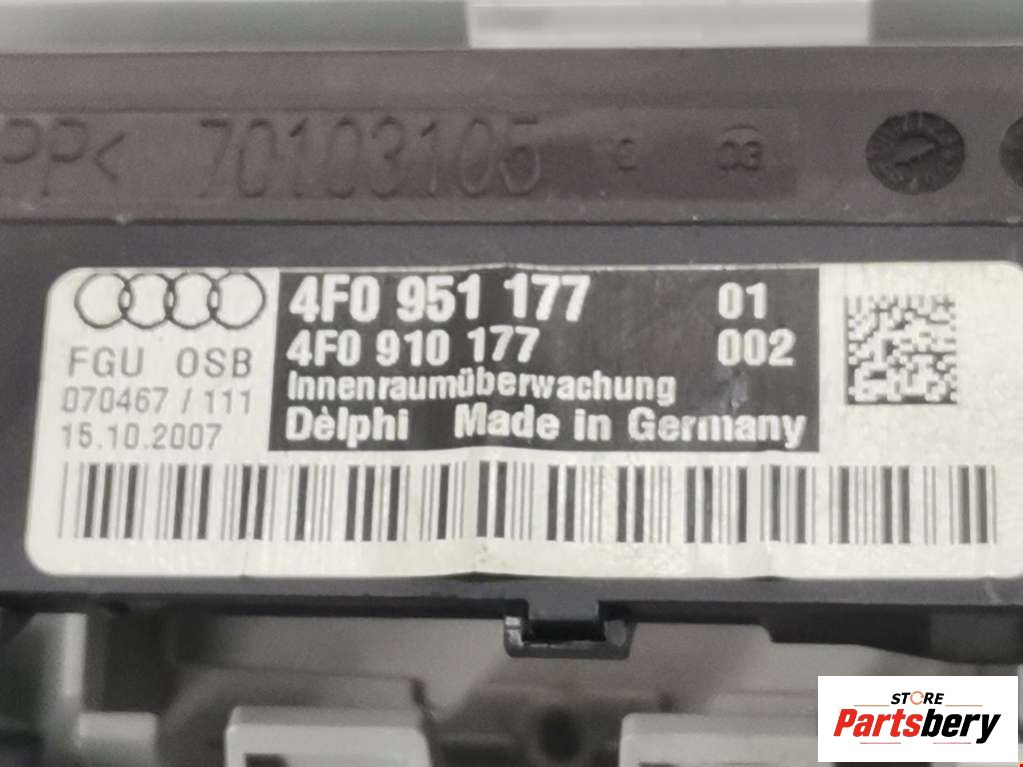 PP< 70103105
4F0 951 177 01
4F0 910 177 002
Innenraumüberwachung
Dèlphi Made in Germany
FGU OSB
070467 / 111
15.10.2007
STORE
Partsbery